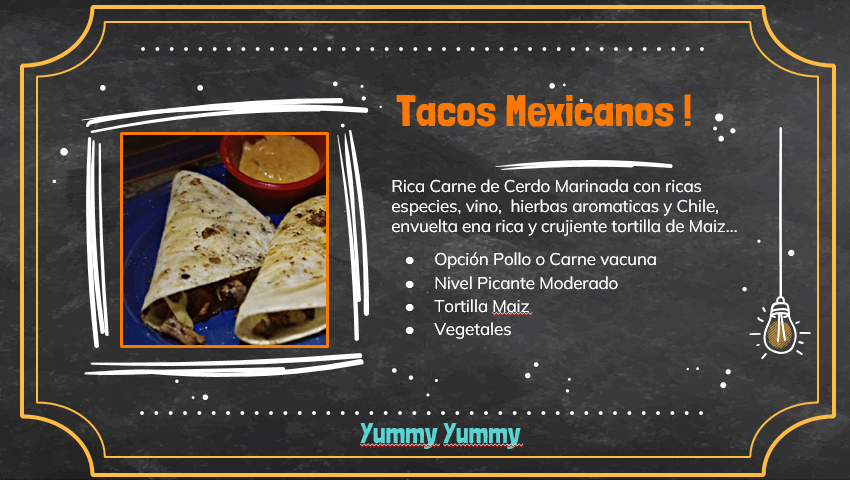 Tacos Mexicanos !
Rica Carne de Cerdo Marinada con ricas
especies, vino, hierbas aromaticas y Chile,
envuelta ena rica y crujiente tortilla de Maiz...
● Opción Pollo o Carne vacuna
● Nivel Picante Moderado
● Tortilla Maiz
● Vegetales
Yummy Yummy